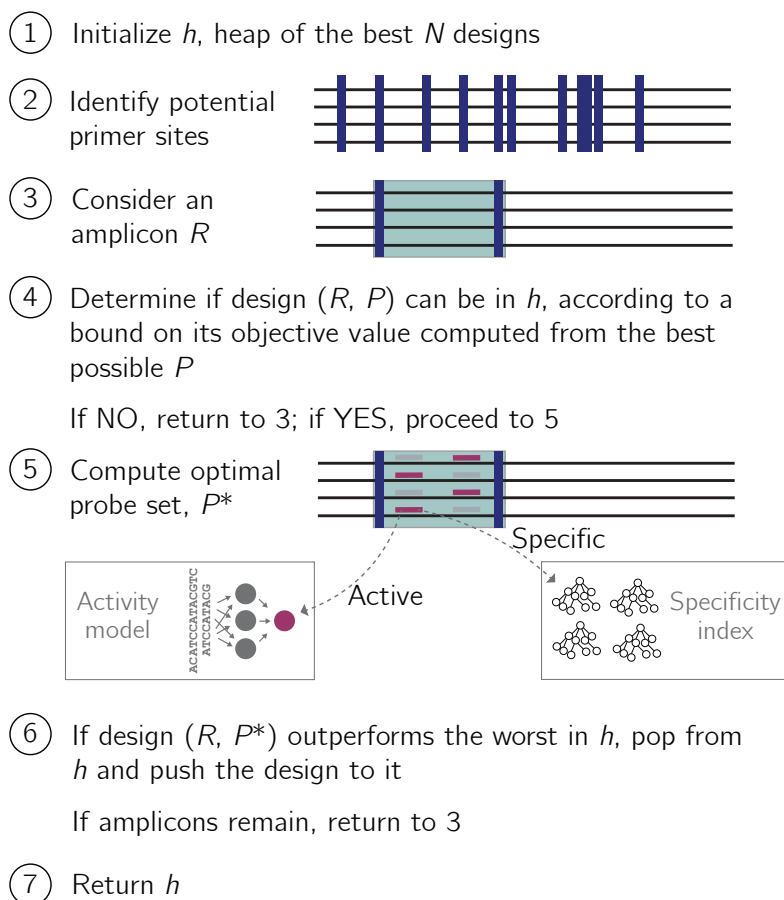 1 Initialize h, heap of the best N designs
2 Identify potential
primer sites
3 Consider an
amplicon R
4 Determine if design (R, P) can be in h, according to a
bound on its objective value computed from the best
possible P
If NO, return to 3; if YES, proceed to 5
5 Compute optimal
probe set, P*
Specific
Active
Activity
model
ACATCCATACGTC
ATCCATACG
Specificity
index
6 If design (R, P*) outperforms the worst in h, pop from
h and push the design to it
If amplicons remain, return to 3
7 Return h